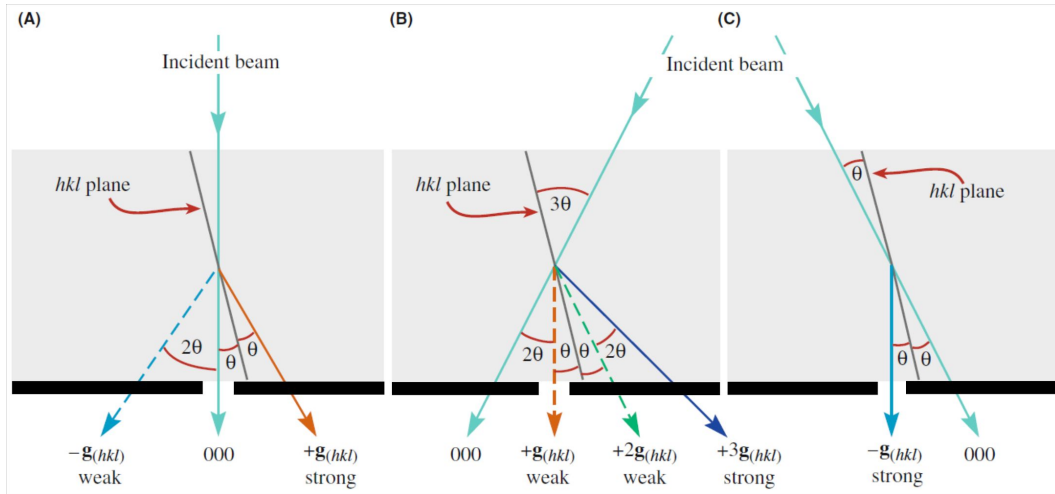 (A)
Incident beam
hkl plane
2θ
θ
θ
−g(hkl)
weak
000
+g(hkl)
strong
(B)
Incident beam
hkl plane
3θ
2θ
θ
θ
2θ
000
+g(hkl)
weak
+2g(hkl)
weak
+3g(hkl)
strong
(C)
θ
hkl plane
θ
θ
−g(hkl)
strong
000